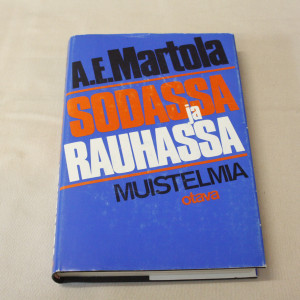 A.E.Martola
SODASSA
ja
RAUHASSA
MUISTELMIA
otava